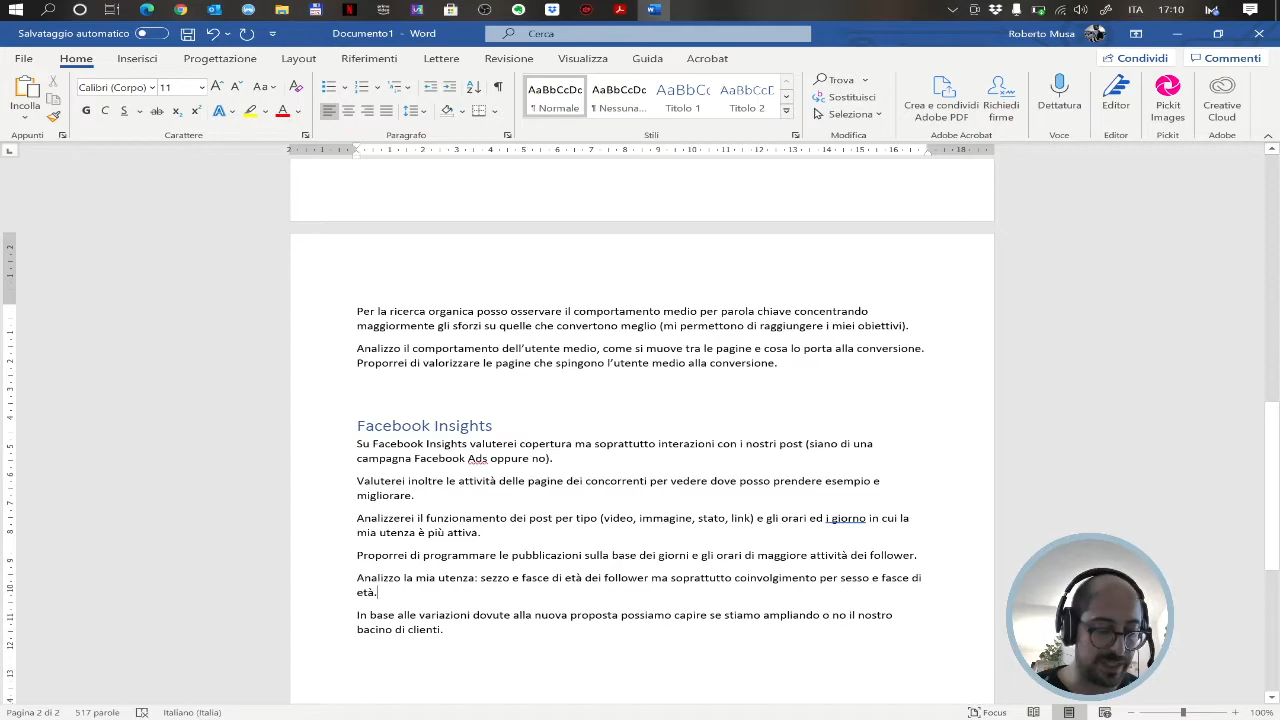 Salvataggio automatico
Documento1 - Word
Cerca
Roberto Musa
ITA
17:10
File
Home
Inserisci
Progettazione
Layout
Riferimenti
Lettere
Revisione
Visualizza
Guida
Acrobat
Condividi
Commenti
Incolla
Calibri (Corpo)
11
AaBbCcDc
AaBbCcDc
AaBbCc
AaBbCcD
¶ Normale
¶ Nessuna...
Titolo 1
Titolo 2
Trova
Sostituisci
Seleziona
Crea e condividi
Adobe PDF
Richiedi
firme
Dettatura
Editor
Pickit
Images
Creative
Cloud
Appunti
Carattere
Paragrafo
Stili
Modifica
Adobe Acrobat
Voce
Editor
Pickit
Adobe
Per la ricerca organica posso osservare il comportamento medio per parola chiave concentrando
maggiormente gli sforzi su quelle che convertono meglio (mi permettono di raggiungere i miei obiettivi).
Analizzo il comportamento dell’utente medio, come si muove tra le pagine e cosa lo porta alla conversione.
Proporrei di valorizzare le pagine che spingono l’utente medio alla conversione.
Facebook Insights
Su Facebook Insights valuterei copertura ma soprattutto interazioni con i nostri post (siano di una
campagna Facebook Ads oppure no).
Valuterei inoltre le attività delle pagine dei concorrenti per vedere dove posso prendere esempio e
migliorare.
Analizzerei il funzionamento dei post per tipo (video, immagine, stato, link) e gli orari ed i giorno in cui la
mia utenza è più attiva.
Proporrei di programmare le pubblicazioni sulla base dei giorni e gli orari di maggiore attività dei follower.
Analizzo la mia utenza: sezzo e fasce di età dei follower ma soprattutto coinvolgimento per sesso e fasce di
età.
In base alle variazioni dovute alla nuova proposta possiamo capire se stiamo ampliando o no il nostro
bacino di clienti.
Pagina 2 di 2
517 parole
Italiano (Italia)
Focus
100%